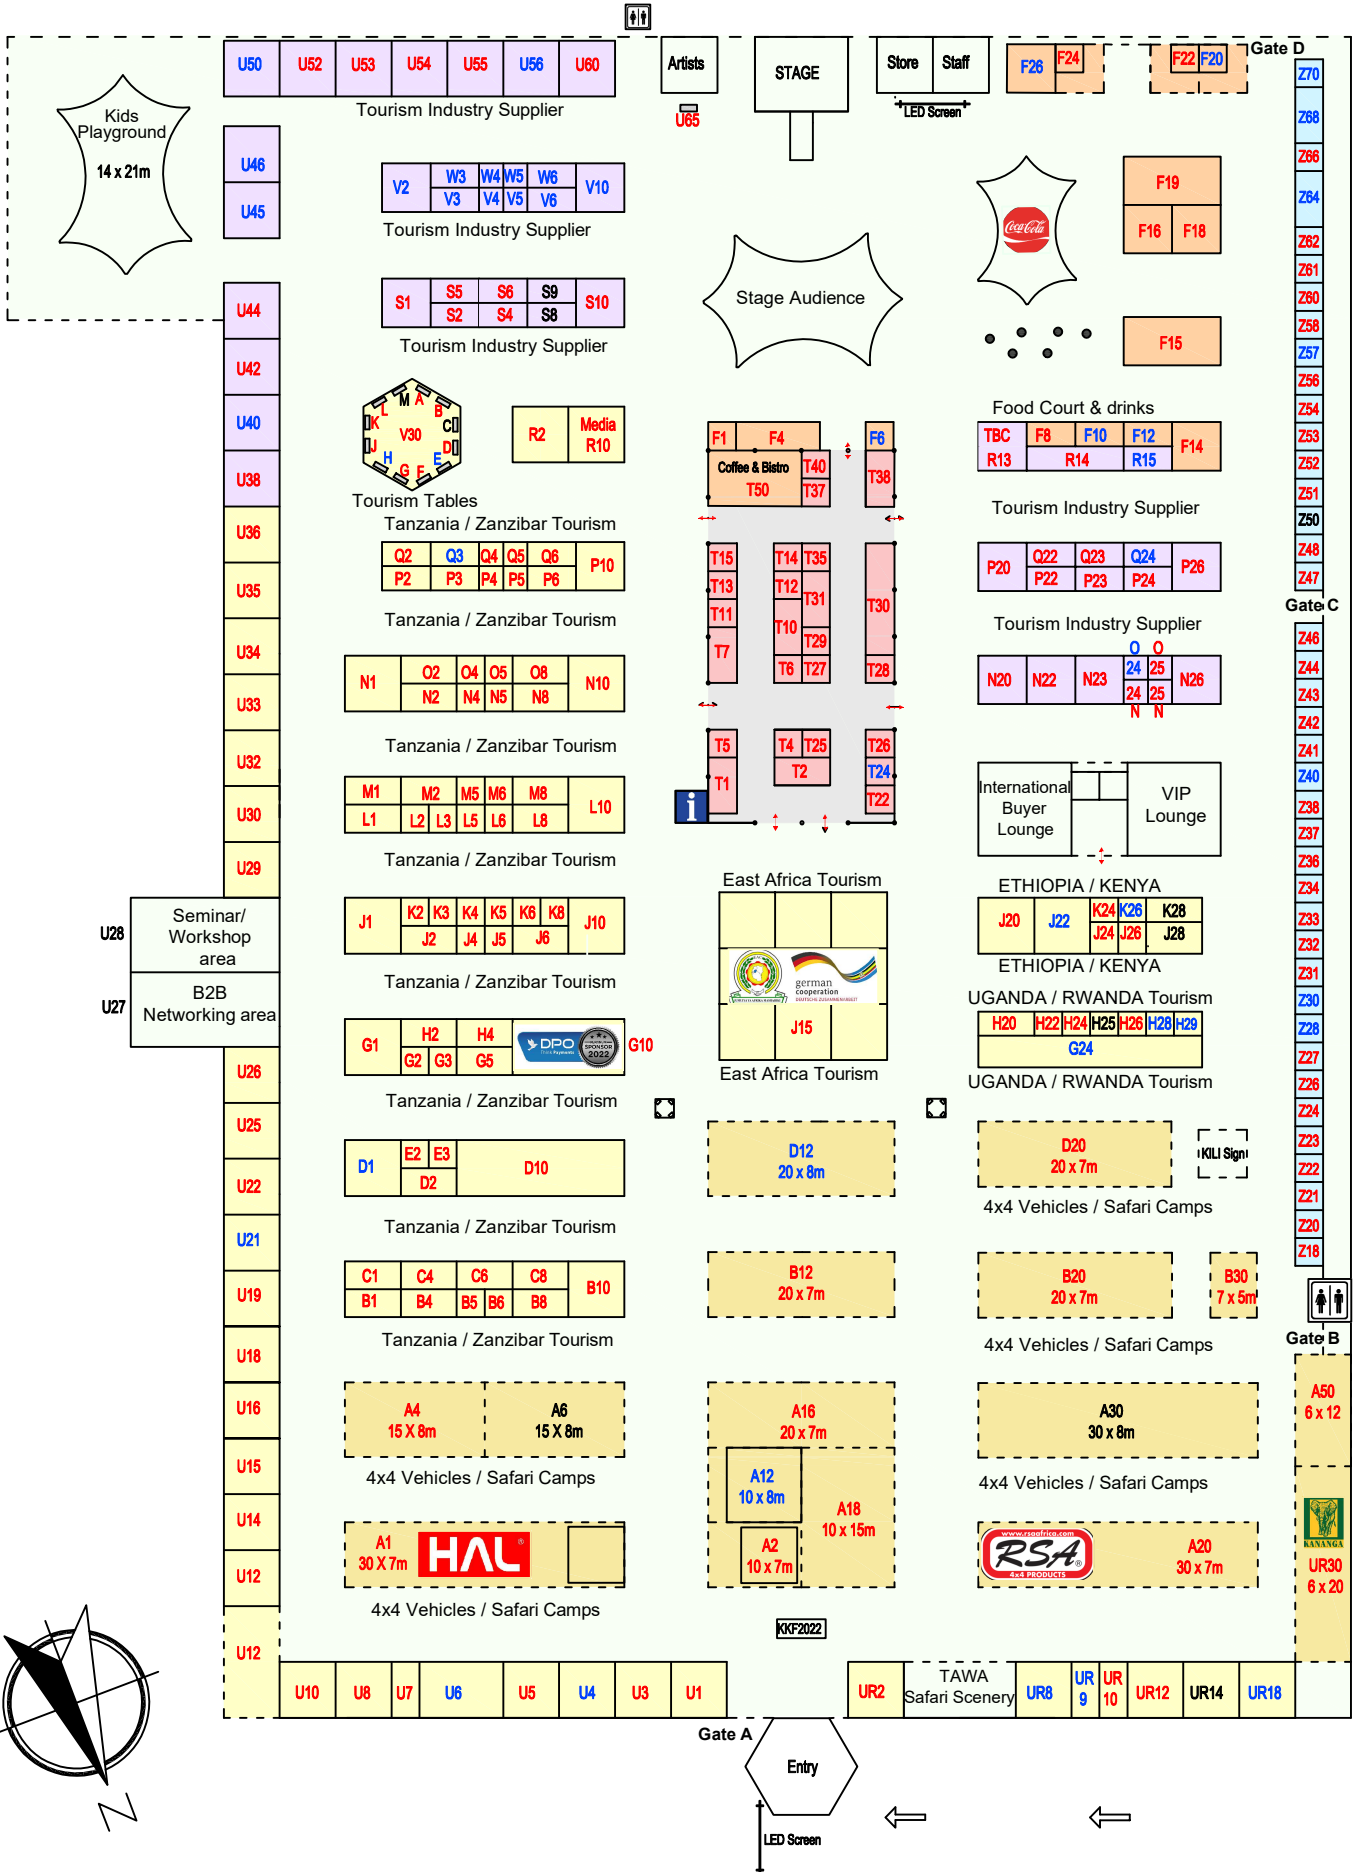 Gate D
U50 U52 U53 U54 U55 U56 U60
Tourism Industry Supplier
Artists
U65
STAGE
Store Staff
LED Screen
F26 F24 F22 F20
Kids
Playground
14 x 21m
U46
U45
V2 W3 W4 W5 W6 V10
V3 V4 V5 V6
Tourism Industry Supplier
Coca-Cola
F19
F16 F18
Stage Audience
U44
S1 S5 S6 S9 S10
S2 S4 S8
Tourism Industry Supplier
F15
U42
U40
U38
M A
L B
K C
V30
J D
H E
G F
Tourism Tables
R2 Media
R10
F1 F4 F6
Coffee & Bistro
T50
T40
T37
T38
Food Court & drinks
TBC F8 F10 F12 F14
R13 R14 R15
Tourism Industry Supplier
Z70
Z68
Z66
Z64
Z62
Z61
Z60
Z58
Z57
Z56
Z54
Z53
Z52
Z51
Z50
Z48
Z47
Gate C
U36
U35
U34
U33
U32
U30
U29
Tanzania / Zanzibar Tourism
Q2 Q3 Q4 Q5 Q6 P10
P2 P3 P4 P5 P6
Tanzania / Zanzibar Tourism
N1 O2 O4 O5 O8 N10
N2 N4 N5 N8
Tanzania / Zanzibar Tourism
M1 M2 M5 M6 M8 L10
L1 L2 L3 L5 L6 L8
Tanzania / Zanzibar Tourism
T15 T14 T35
T13 T12 T31 T30
T11 T10
T7 T29
T6 T27 T28
T5 T4 T25 T26
T1 T2 T24
T22
i
P20 Q22 Q23 Q24 P26
P22 P23 P24
Tourism Industry Supplier
O O
N20 N22 N23 24 25 N26
24 25
N N
International
Buyer
Lounge
VIP
Lounge
Z46
Z44
Z43
Z42
Z41
Z40
Z38
Z37
Z36
Z34
Z33
Z32
Z31
Z30
Z28
Z27
Z26
Z24
Z23
Z22
Z21
Z20
Z18
U28
Seminar/
Workshop
area
U27
B2B
Networking area
J1 K2 K3 K4 K5 K6 K8 J10
J2 J4 J5 J6
Tanzania / Zanzibar Tourism
G1 H2 H4
G2 G3 G5
DPO
SPONSOR
2022
G10
Tanzania / Zanzibar Tourism
East Africa Tourism
german
cooperation
DEUTSCHE ZUSAMMENARBEIT
J15
East Africa Tourism
ETHIOPIA / KENYA
J20 J22 K24 K26 K28
J24 J26 J28
ETHIOPIA / KENYA
UGANDA / RWANDA Tourism
H20 H22 H24 H25 H26 H28 H29
G24
UGANDA / RWANDA Tourism
U26
U25
U22
U21
U19
U18
U16
U15
U14
U12
U12
D1 E2 E3 D10
D2
Tanzania / Zanzibar Tourism
C1 C4 C6 C8 B10
B1 B4 B5 B6 B8
Tanzania / Zanzibar Tourism
D12
20 x 8m
D20
20 x 7m
KILI Sign
4x4 Vehicles / Safari Camps
B12
20 x 7m
B20
20 x 7m
B30
7 x 5m
4x4 Vehicles / Safari Camps
Gate B
A4
15 X 8m
A6
15 X 8m
4x4 Vehicles / Safari Camps
A16
20 x 7m
A12
10 x 8m
A18
10 x 15m
A2
10 x 7m
A30
30 x 8m
4x4 Vehicles / Safari Camps
A50
6 x 12
A1
30 X 7m
HAL
4x4 Vehicles / Safari Camps
www.rsaafrica.com
RSA
4x4 PRODUCTS
A20
30 x 7m
KANANGA
UR30
6 x 20
KKF2022
U10 U8 U7 U6 U5 U4 U3 U1
Gate A
UR2
TAWA
Safari Scenery
UR8 UR
9 UR
10 UR12 UR14 UR18
Entry
LED Screen
N